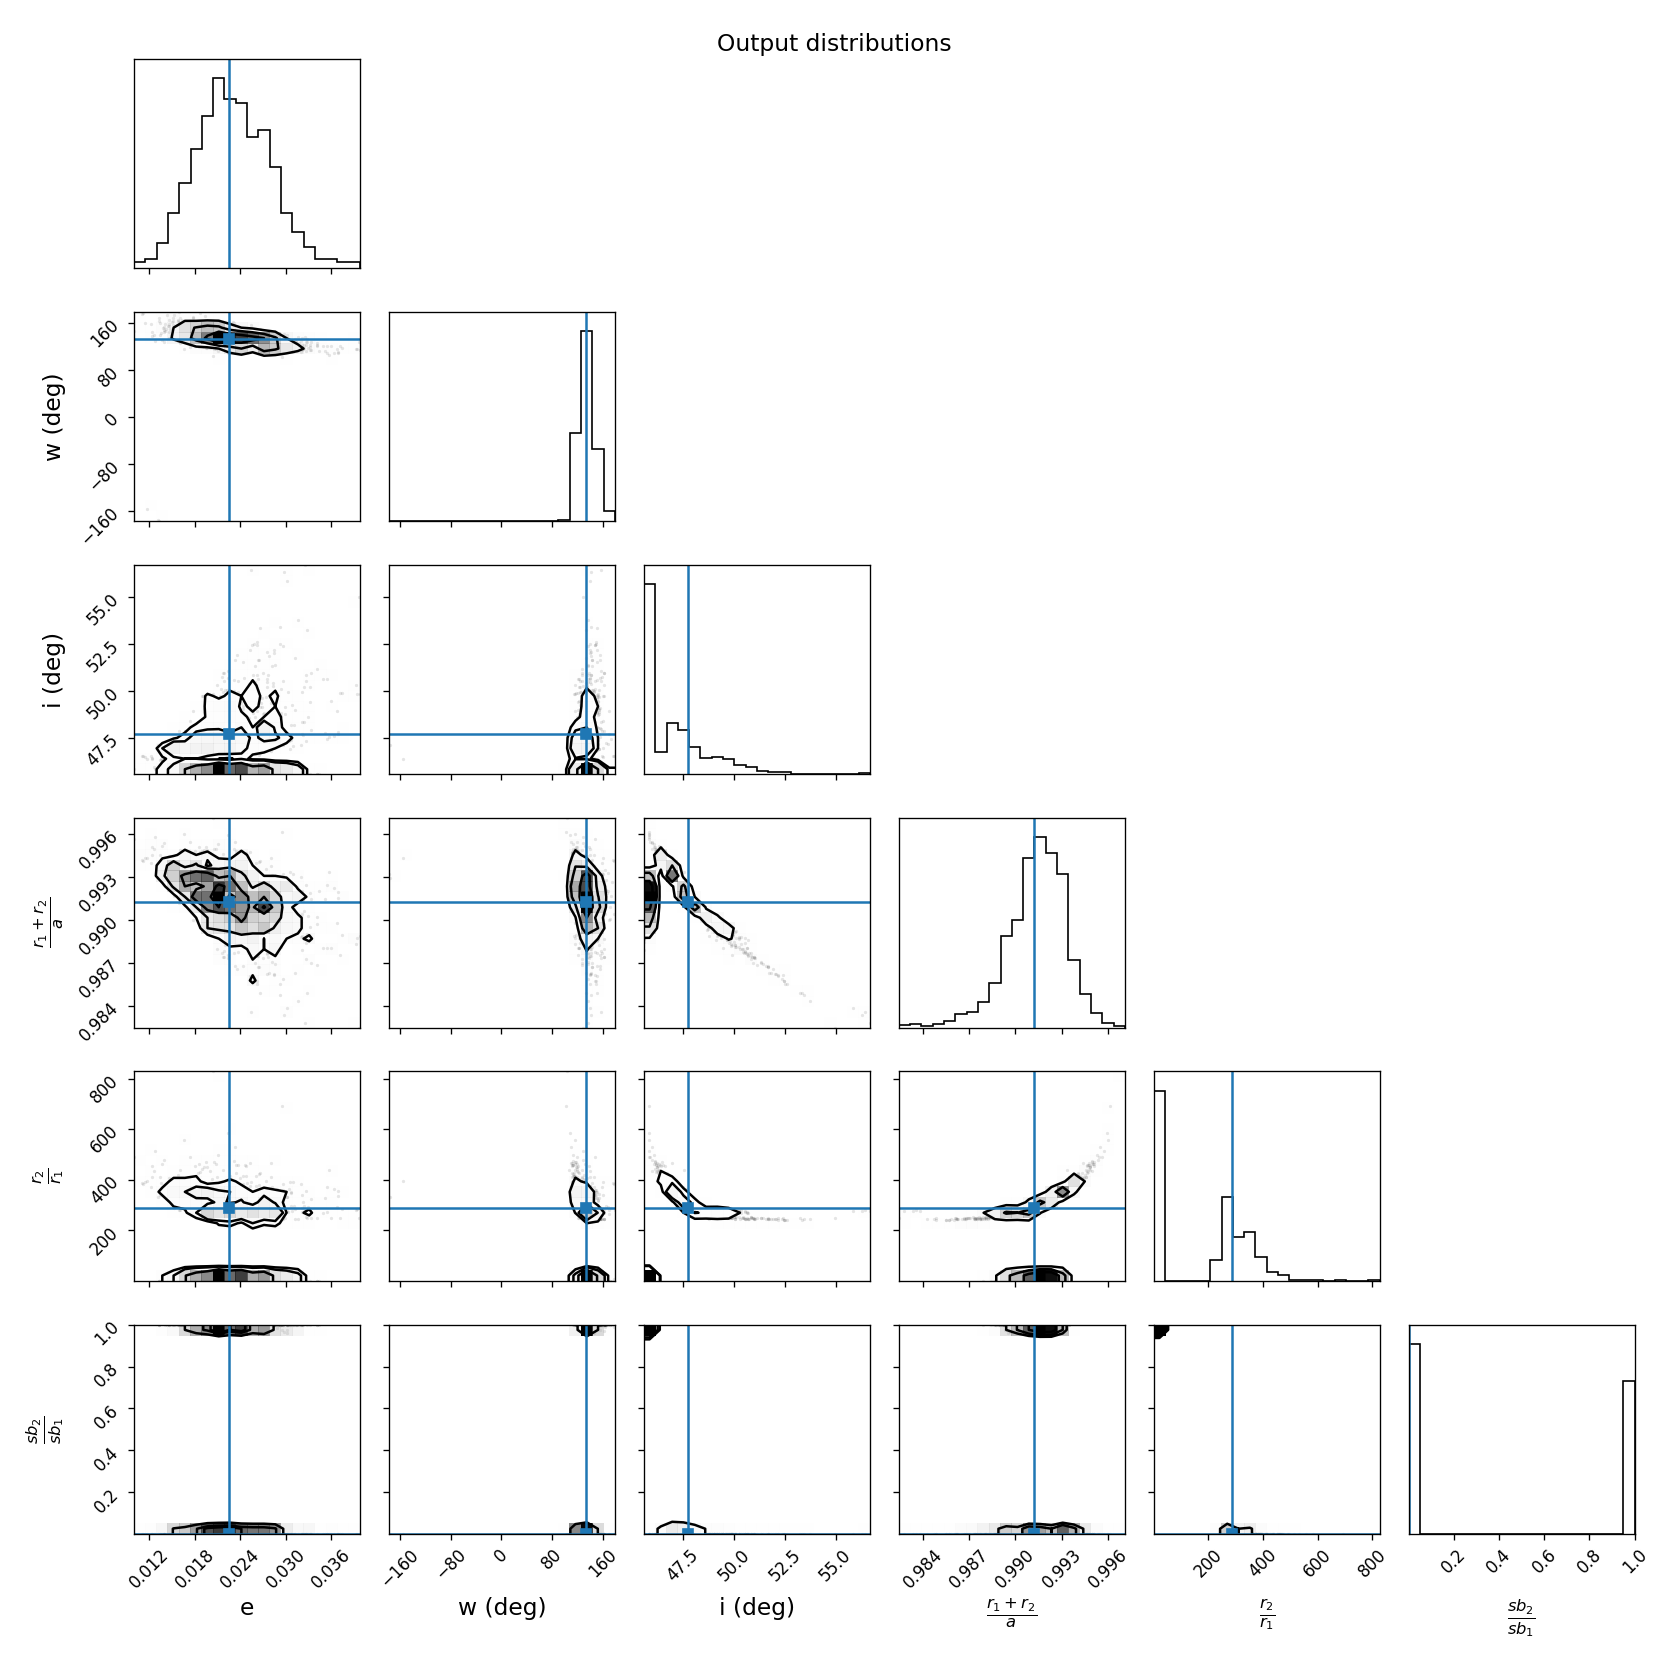 Output distributions
w (deg)
160
80
0
−80
−160
i (deg)
55.0
52.5
50.0
47.5
r1 + r2
a
0.996
0.993
0.990
0.987
0.984
r2
r1
800
600
400
200
sb2
sb1
1.0
0.8
0.6
0.4
0.2
0.012 0.018 0.024 0.030 0.036
−160 −80 0 80 160
47.5 50.0 52.5 55.0
0.984 0.987 0.990 0.993 0.996
200 400 600 800
0.2 0.4 0.6 0.8 1.0
e
w (deg)
i (deg)
r1 + r2
a
r2
r1
sb2
sb1